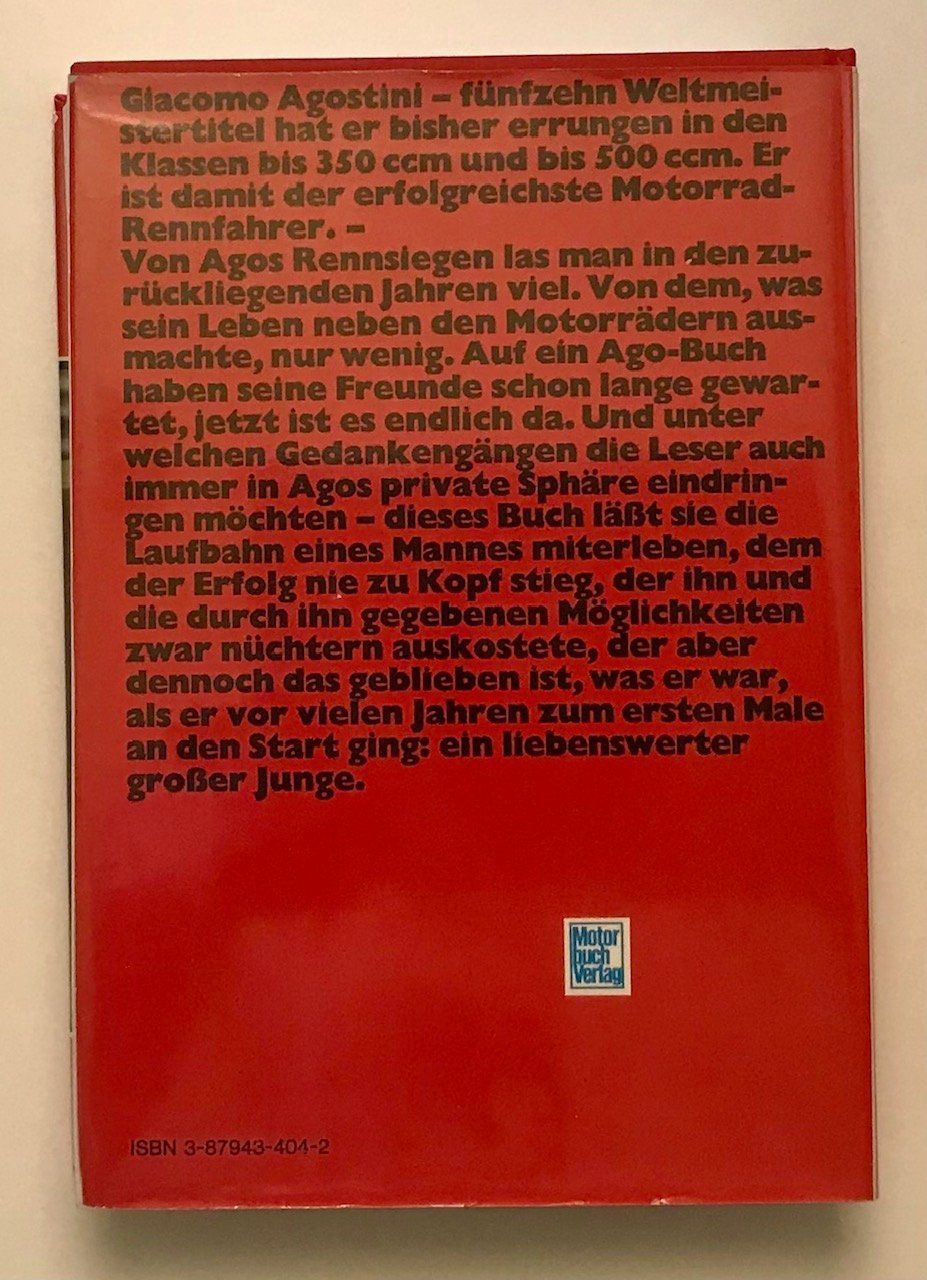 Giacomo Agostini – fünfzehn Weltmei-
stertitel hat er bisher errungen in den
Klassen bis 350 ccm und bis 500 ccm. Er
ist damit der erfolgreichste Motorrad-
Rennfahrer. –
Von Agos Rennsiegen las man in den zu-
rückliegenden Jahren viel. Von dem, was
sein Leben neben den Motorrädern aus-
machte, nur wenig. Auf ein Ago-Buch
haben seine Freunde schon lange gewar-
tet, jetzt ist es endlich da. Und unter
welchen Gedankengängen die Leser auch
immer in Agos private Sphäre eindrin-
gen möchten – dieses Buch läßt sie die
Laufbahn eines Mannes miterleben, dem
der Erfolg nie zu Kopf stieg, der ihn und
die durch ihn gegebenen Möglichkeiten
zwar nüchtern auskostete, der aber
dennoch das geblieben ist, was er war,
als er vor vielen Jahren zum ersten Male
an den Start ging: ein liebenswerter
großer Junge.
Motor
buch
Verlag
ISBN 3-87943-404-2